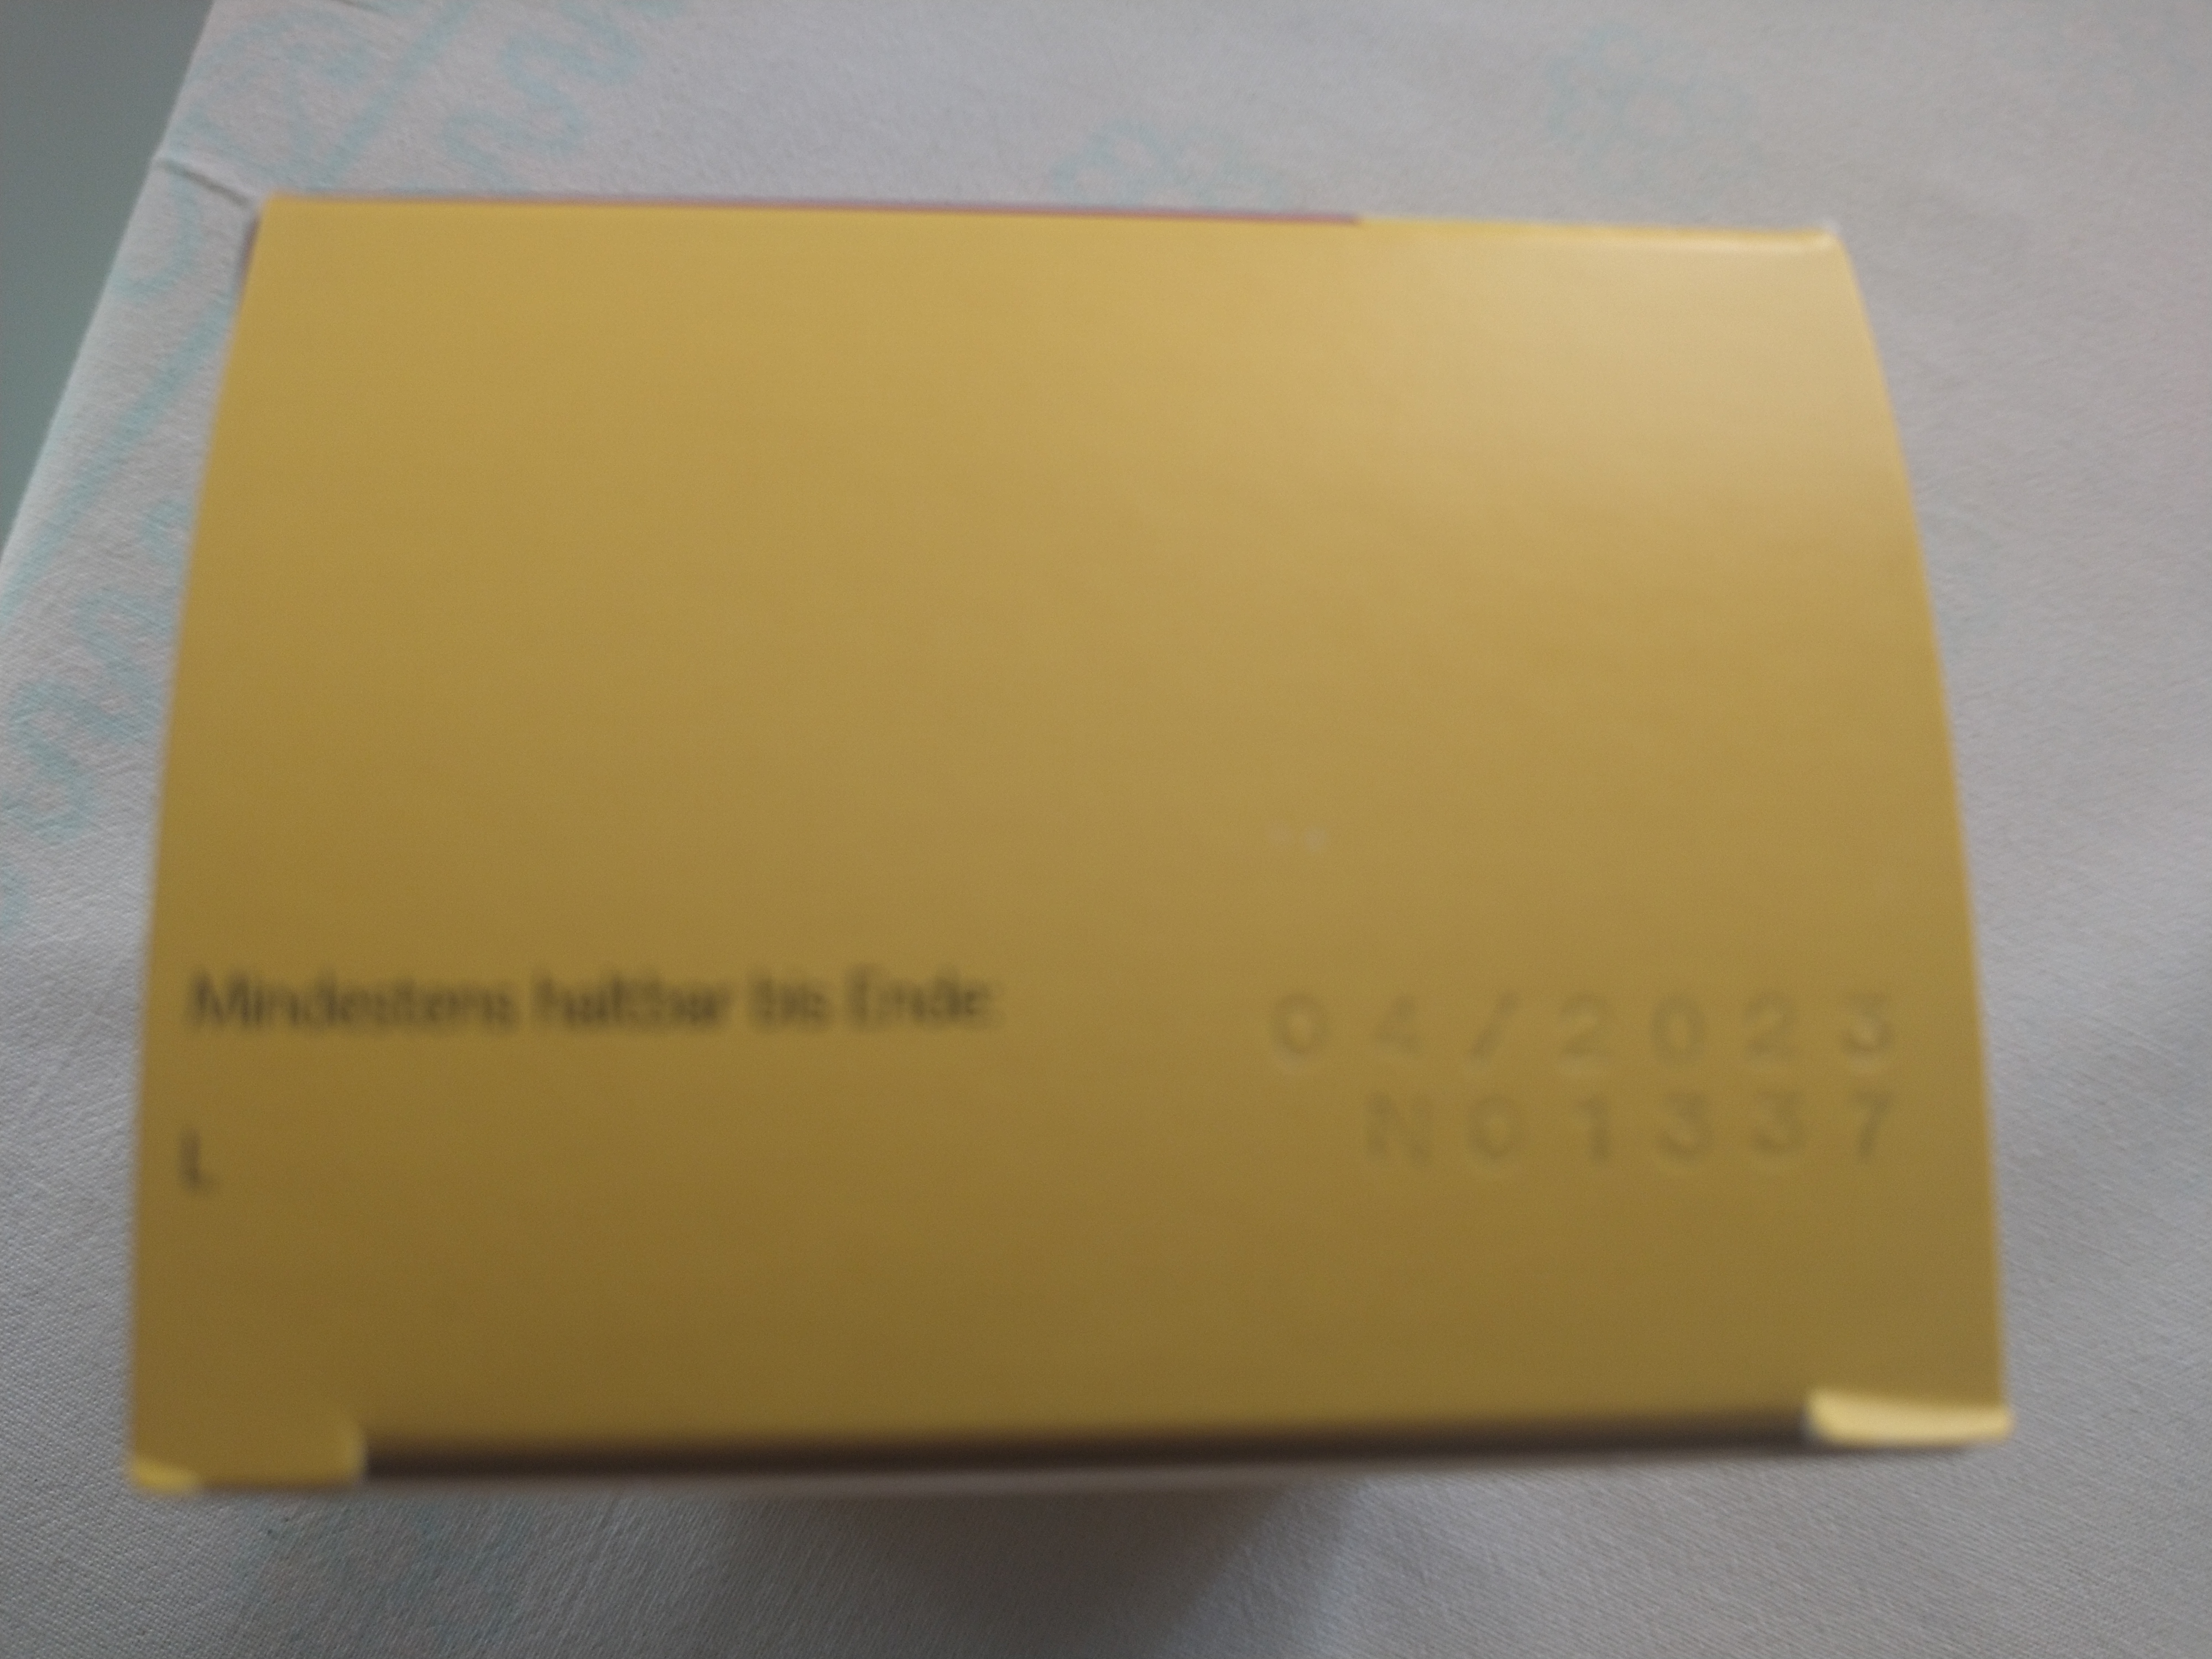 Mindestens haltbar bis Ende: 04/2023
L N01337